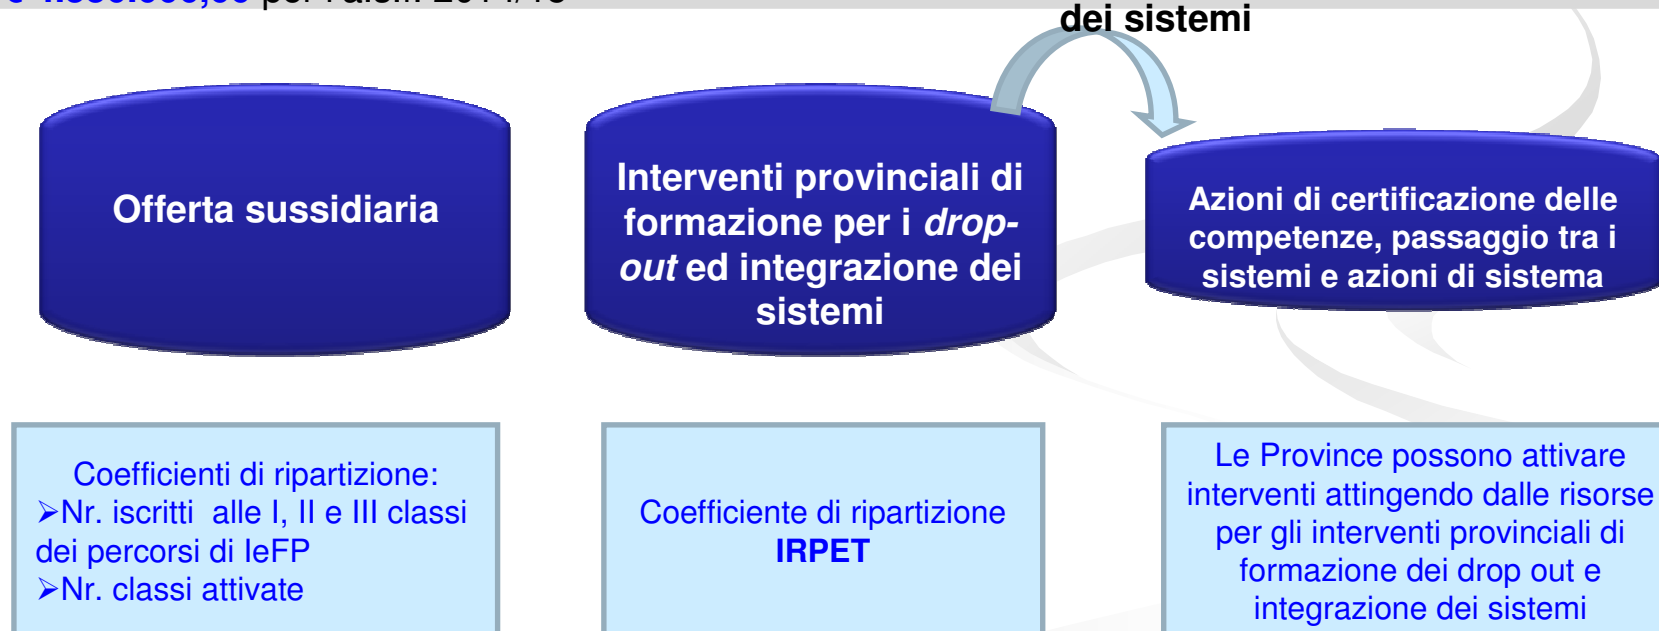 dei sistemi
Offerta sussidiaria
Interventi provinciali di
formazione per i drop-
out ed integrazione dei
sistemi
Azioni di certificazione delle
competenze, passaggio tra i
sistemi e azioni di sistema
Coefficienti di ripartizione:
➢Nr. iscritti alle I, II e III classi
dei percorsi di IeFP
➢Nr. classi attivate
Coefficiente di ripartizione
IRPET
Le Province possono attivare
interventi attingendo dalle risorse
per gli interventi provinciali di
formazione dei drop out e
integrazione dei sistemi